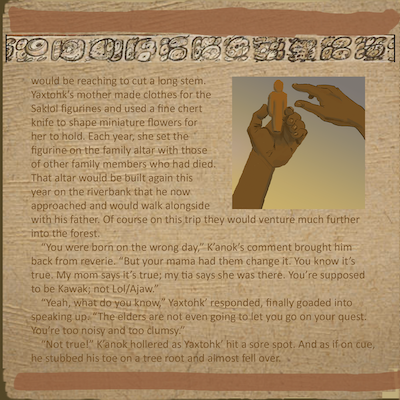 would be reaching to cut a long stem.
Yaxtohk's mother made clothes for the
Saklol figurines and used a fine chert
knife to shape miniature flowers for
her to hold. Each year, she set the
figurine on the family altar with those
of other family members who had died.
That altar would be built again this
year on the riverbank that he now
approached and would walk alongside
with his father. Of course on this trip they would venture much further
into the forest.
"You were born on the wrong day," K'anok's comment brought him
back from reverie. "But your mama had them change it. You know it's
true. My mom says it's true; my tia says she was there. You're supposed
to be Kawak; not Lol/Ajaw."
"Yeah, what do you know," Yaxtohk' responded, finally goaded into
speaking up. "The elders are not even going to let you go on your quest.
You're too noisy and too clumsy."
"Not true!" K'anok hollered as Yaxtohk' hit a sore spot. And as if on cue,
he stubbed his toe on a tree root and almost fell over.